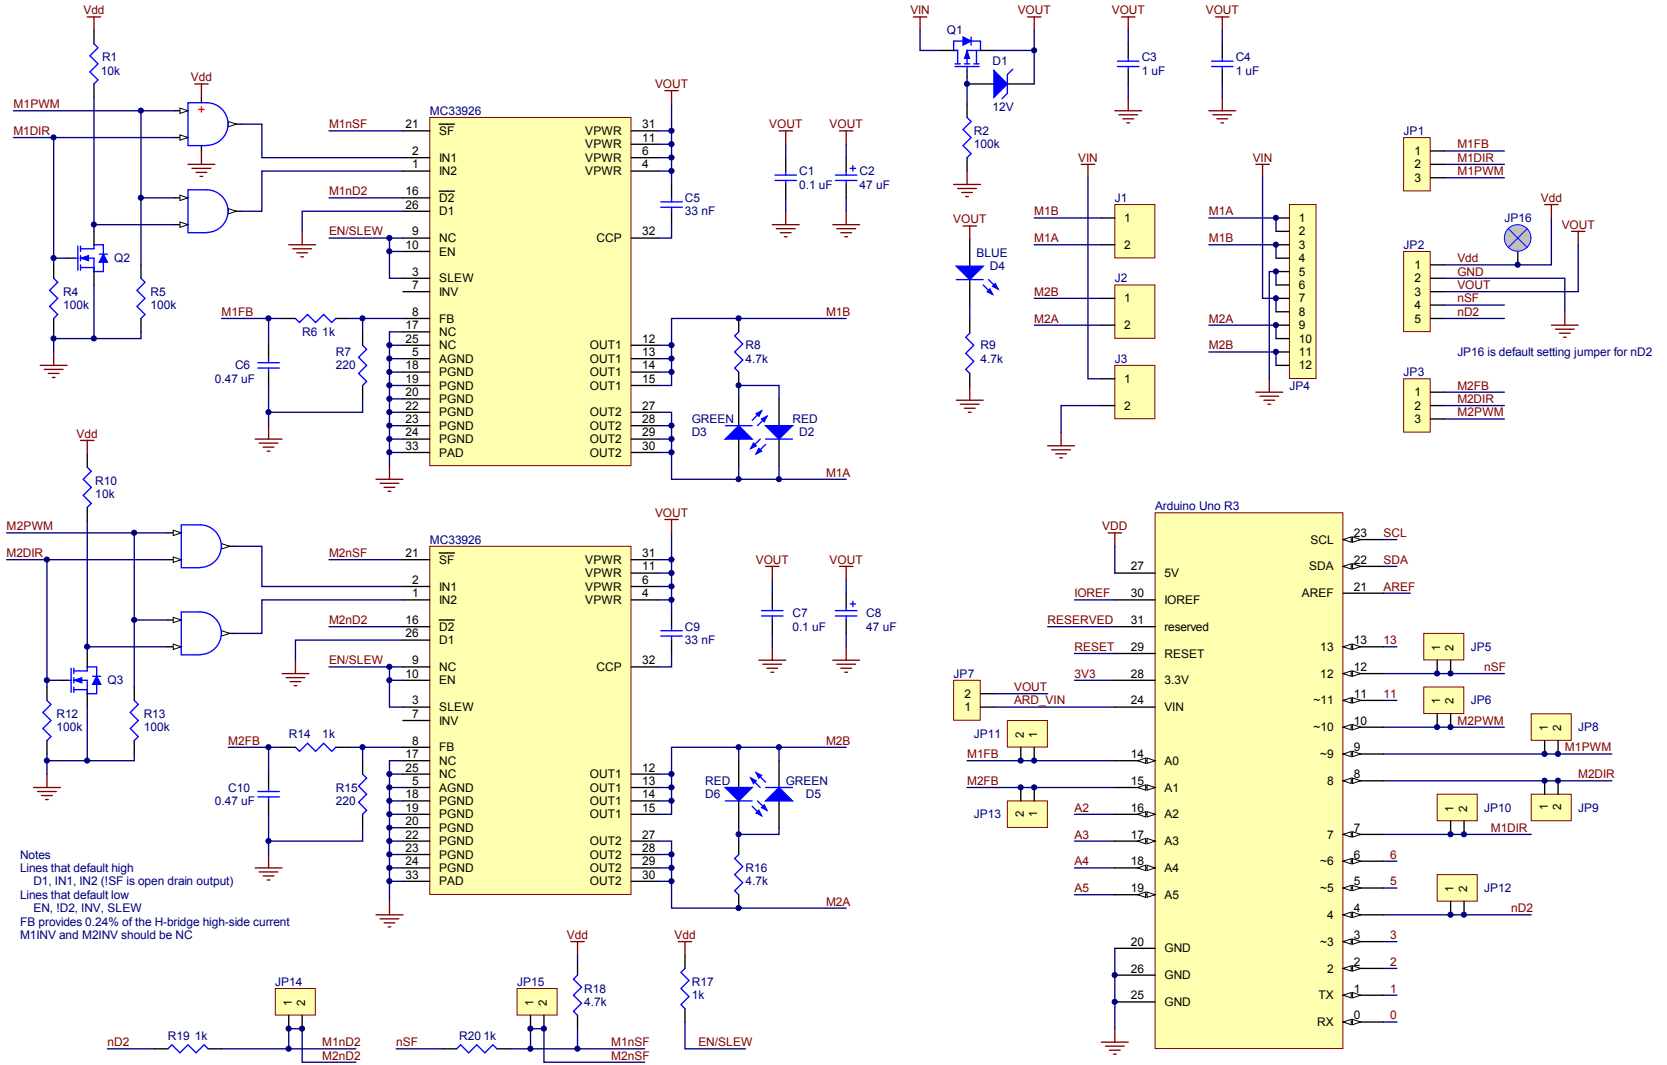 Vdd
R1
10k
Vdd
M1PWM
M1DIR
+
Q2
R4
100k
R5
100k
MC33926
M1nSF 21 SF
2 IN1
1 IN2
M1nD2 16 D2
26 D1
EN/SLEW 9 NC
10 EN
3 SLEW
7 INV
M1FB
R6 1k
R7
220
C6
0.47 uF
8 FB
17 NC
25 NC
5 AGND
18 PGND
19 PGND
20 PGND
22 PGND
23 PGND
24 PGND
33 PAD
VOUT
VPWR 31
VPWR 11
VPWR 6
VPWR 4
C5
33 nF
CCP 32
OUT1 12
OUT1 13
OUT1 14
OUT1 15
OUT2 27
OUT2 28
OUT2 29
OUT2 30
M1B
R8
4.7k
GREEN
D3
RED
D2
M1A
VOUT
C1
0.1 uF
VOUT
+
C2
47 uF
VIN
Q1
VOUT
D1
12V
R2
100k
VOUT
C3
1 uF
VOUT
C4
1 uF
VOUT
BLUE
D4
R9
4.7k
VIN
J1
M1B 1
M1A 2
J2
M2B 1
M2A 2
J3
1
2
VIN
M1A 1
2
M1B 3
4
5
6
7
8
M2A 9
10
M2B 11
12
JP4
JP1
1 M1FB
2 M1DIR
3 M1PWM
Vdd
JP16
VOUT
JP2
1 Vdd
2 GND
3 VOUT
4 nSF
5 nD2
JP16 is default setting jumper for nD2
JP3
1 M2FB
2 M2DIR
3 M2PWM
Vdd
R10
10k
M2PWM
M2DIR
Q3
R12
100k
R13
100k
MC33926
M2nSF 21 SF
2 IN1
1 IN2
M2nD2 16 D2
26 D1
EN/SLEW 9 NC
10 EN
3 SLEW
7 INV
M2FB
R14 1k
R15
220
C10
0.47 uF
8 FB
17 NC
25 NC
5 AGND
18 PGND
19 PGND
20 PGND
22 PGND
23 PGND
24 PGND
33 PAD
VOUT
VPWR 31
VPWR 11
VPWR 6
VPWR 4
C9
33 nF
CCP 32
OUT1 12
OUT1 13
OUT1 14
OUT1 15
OUT2 27
OUT2 28
OUT2 29
OUT2 30
M2B
RED
D6
GREEN
D5
R16
4.7k
M2A
VOUT
C7
0.1 uF
VOUT
+
C8
47 uF
Arduino Uno R3
VDD
27 5V
IOREF 30 IOREF
RESERVED 31 reserved
RESET 29 RESET
3V3 28 3.3V
JP7
2 VOUT
1 ARD_VIN 24 VIN
JP11
2 1
M1FB 14 A0
M2FB 15 A1
JP13
2 1
A2 16 A2
A3 17 A3
A4 18 A4
A5 19 A5
20 GND
26 GND
25 GND
SCL 23 SCL
SDA 22 SDA
AREF 21 AREF
13 13 13
JP5
1 2
12 12 nSF
~11 11 11
JP6
1 2
~10 10 M2PWM
JP8
1 2
~9 9 M1PWM
8 8 M2DIR
JP9
1 2
JP10
1 2
7 7 M1DIR
~6 6 6
~5 5 5
JP12
1 2
4 4 nD2
~3 3 3
2 2 2
TX 1 1
RX 0 0
Notes
Lines that default high
D1, IN1, IN2 (!SF is open drain output)
Lines that default low
EN, !D2, INV, SLEW
FB provides 0.24% of the H-bridge high-side current
M1INV and M2INV should be NC
JP14
1 2
nD2 R19 1k M1nD2
M2nD2
JP15
1 2
Vdd
R18
4.7k
nSF R20 1k M1nSF
M2nSF
Vdd
R17
1k
EN/SLEW